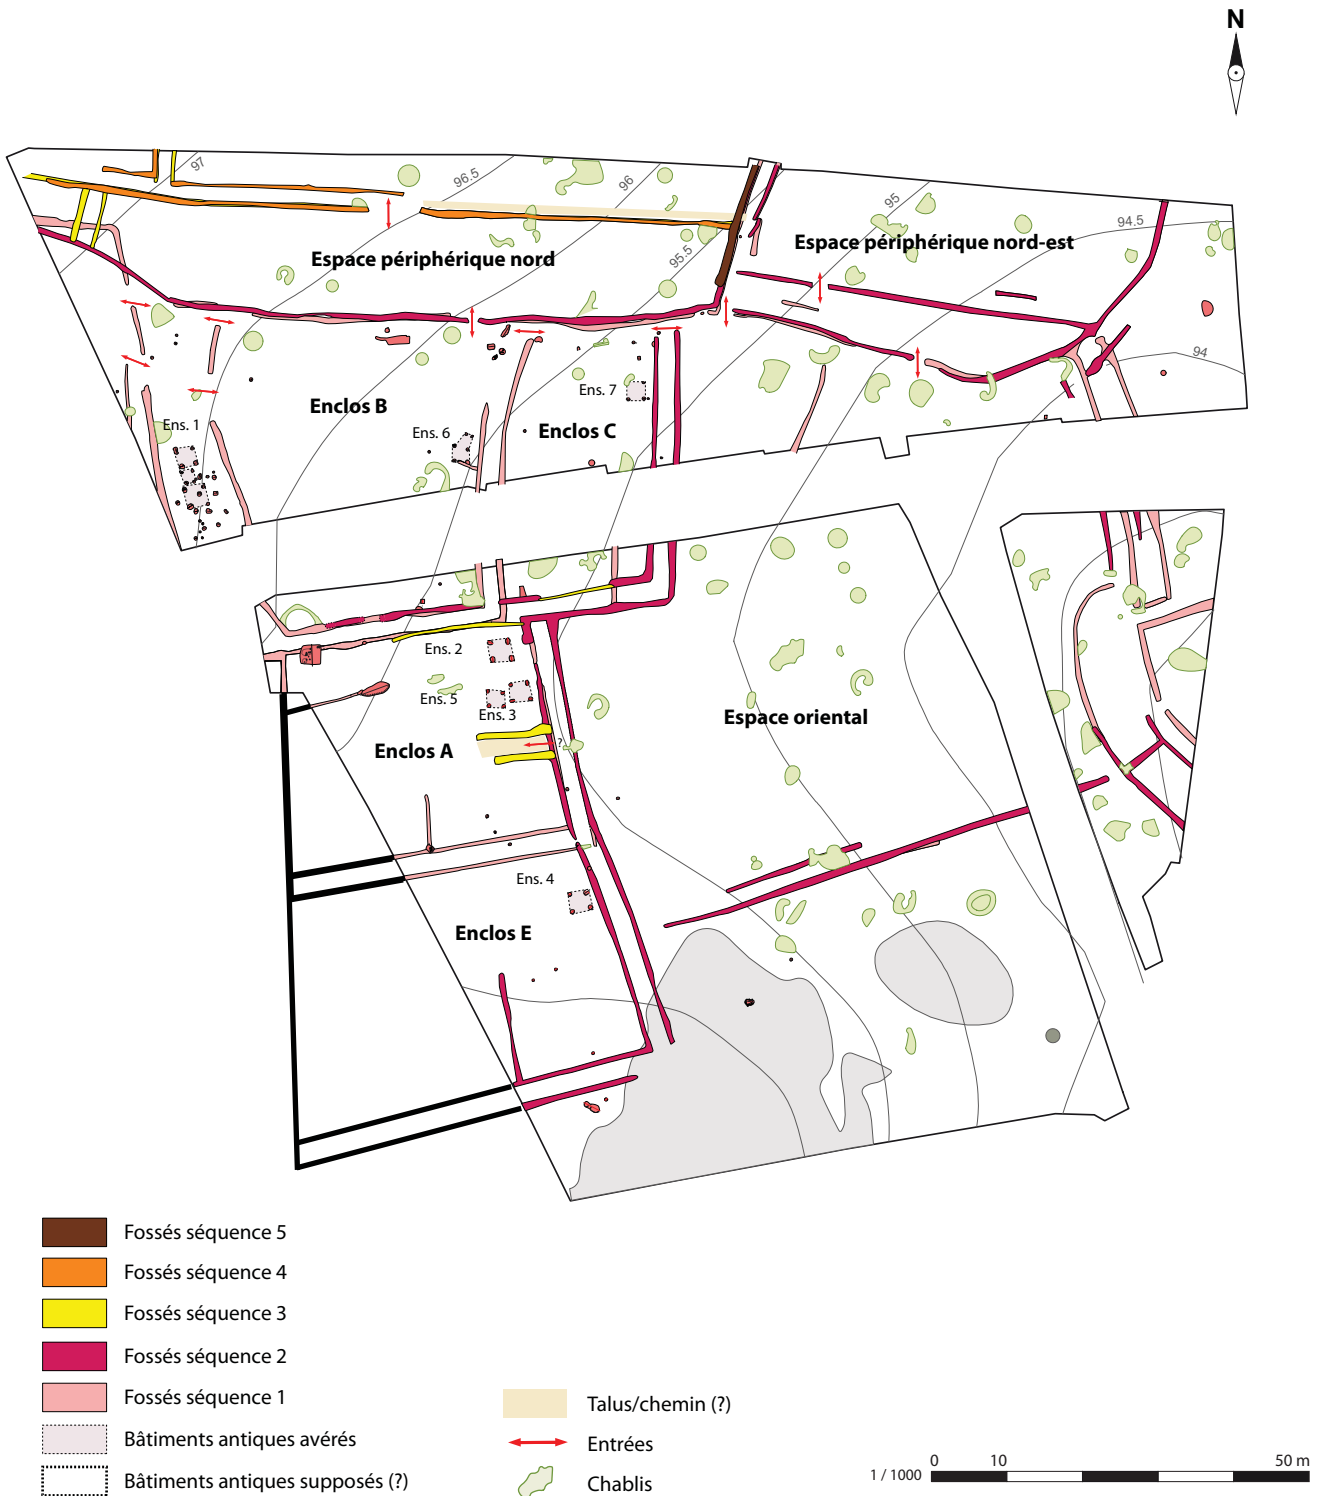 N
97
96.5
96
95.5
95
94.5
94
Espace périphérique nord
Espace périphérique nord-est
Enclos B
Ens. 7
Ens. 1
Ens. 6
Enclos C
Ens. 2
Ens. 5
Ens. 3
Enclos A
?
Espace oriental
Ens. 4
Enclos E
Fossés séquence 5
Fossés séquence 4
Fossés séquence 3
Fossés séquence 2
Fossés séquence 1
Bâtiments antiques avérés
Bâtiments antiques supposés (?)
Talus/chemin (?)
Entrées
Chablis
0 10 50 m
1 / 1000